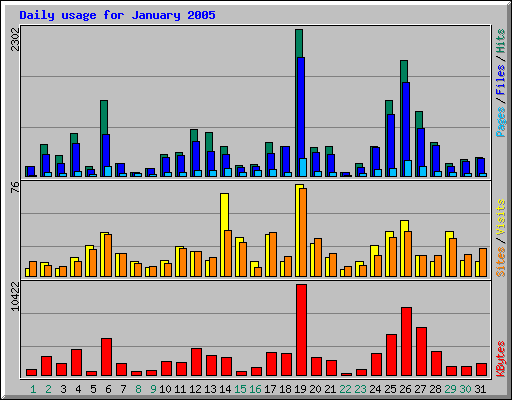 Daily usage for January 2005
2302
Pages / Files / Hits
76
Sites / Visits
10422
KBytes
1 2 3 4 5 6 7 8 9 10 11 12 13 14 15 16 17 18 19 20 21 22 23 24 25 26 27 28 29 30 31